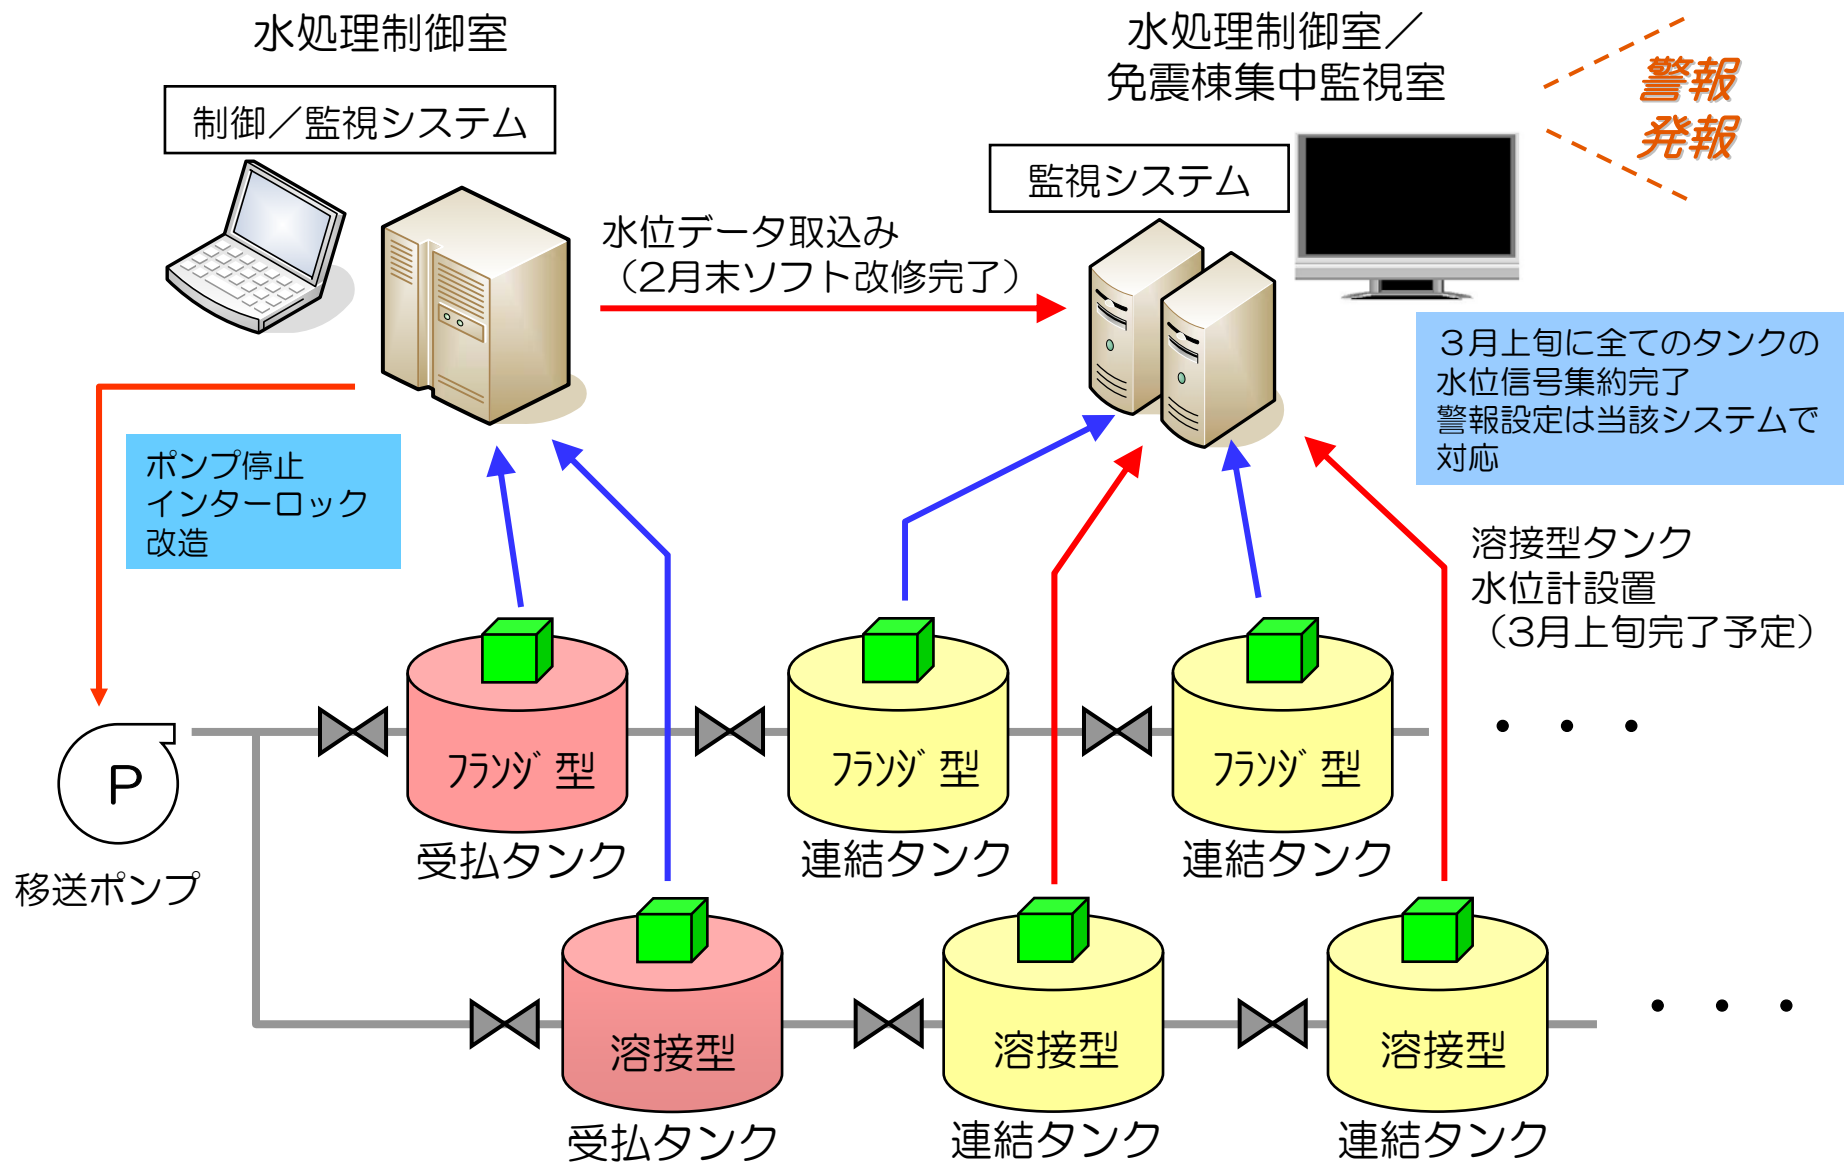 水処理制御室
制御／監視システム
水処理制御室／
免震棟集中監視室
監視システム
警報
発報
水位データ取込み
（2月末ソフト改修完了）
３月上旬に全てのタンクの
水位信号集約完了
警報設定は当該システムで
対応
ポンプ停止
インターロック
改造
溶接型タンク
水位計設置
（3月上旬完了予定）
P
移送ポンプ
ﾌﾗﾝｼﾞ型
受払タンク
ﾌﾗﾝｼﾞ型
連結タンク
ﾌﾗﾝｼﾞ型
連結タンク
・・・
溶接型
受払タンク
溶接型
連結タンク
溶接型
連結タンク
・・・